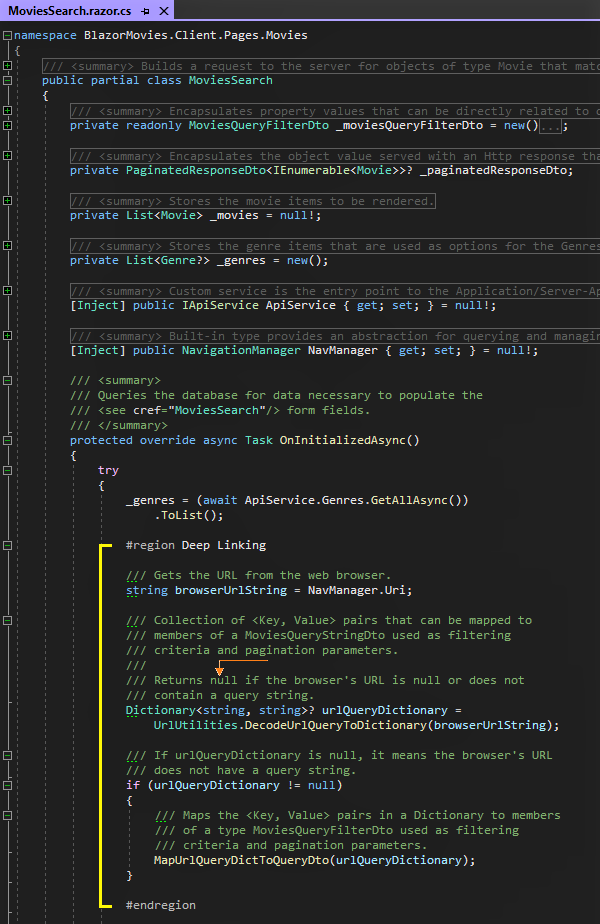 MoviesSearch.razor.cs
namespace BlazorMovies.Client.Pages.Movies
{
/// <summary> Builds a request to the server for objects of type Movie that mat
public partial class MoviesSearch
{
/// <summary> Encapsulates property values that can be directly related to
private readonly MoviesQueryFilterDto _moviesQueryFilterDto = new()...;
/// <summary> Encapsulates the object value served with an Http response tha
private PaginatedResponseDto<IEnumerable<Movie>>? _paginatedResponseDto;
/// <summary> Stores the movie items to be rendered.
private List<Movie> _movies = null!;
/// <summary> Stores the genre items that are used as options for the Genres
private List<Genre?> _genres = new();
/// <summary> Custom service is the entry point to the Application/Server-Ap
[Inject] public IApiService ApiService { get; set; } = null!;
/// <summary> Built-in type provides an abstraction for querying and managin
[Inject] public NavigationManager NavManager { get; set; } = null!;
/// <summary>
/// Queries the database for data necessary to populate the
/// <see cref="MoviesSearch"/> form fields.
/// </summary>
protected override async Task OnInitializedAsync()
{
try
{
_genres = (await ApiService.Genres.GetAllAsync())
.ToList();
#region Deep Linking
/// Gets the URL from the web browser.
string browserUrlString = NavManager.Uri;
/// Collection of <Key, Value> pairs that can be mapped to
/// members of a MoviesQueryStringDto used as filtering
/// criteria and pagination parameters.
///
/// Returns null if the browser's URL is null or does not
/// contain a query string.
Dictionary<string, string>? urlQueryDictionary =
UrlUtilities.DecodeUrlQueryToDictionary(browserUrlString);
/// If urlQueryDictionary is null, it means the browser's URL
/// does not have a query string.
if (urlQueryDictionary != null)
{
/// Maps the <Key, Value> pairs in a Dictionary to members
/// of a type MoviesQueryFilterDto used as filtering
/// criteria and pagination parameters.
MapUrlQueryDictToQueryDto(urlQueryDictionary);
}
#endregion